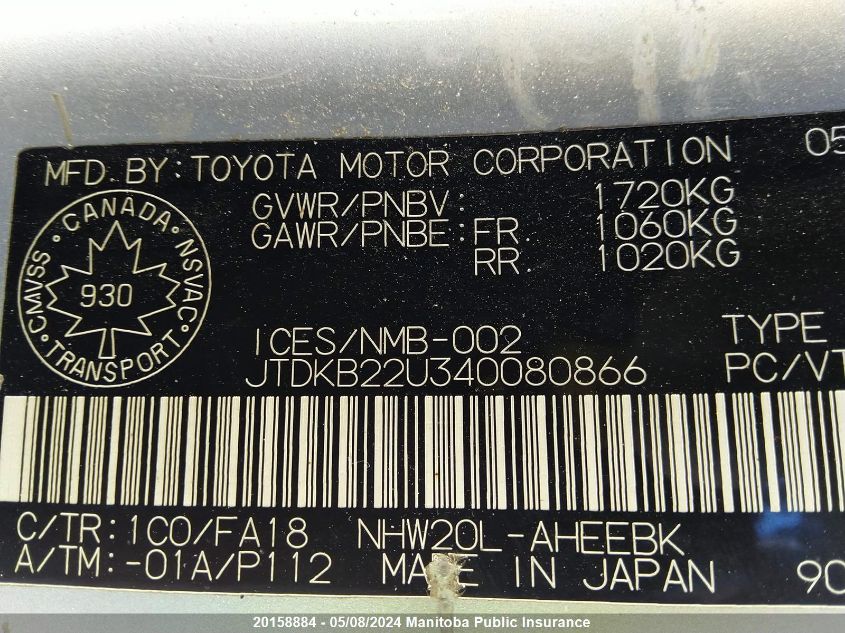 MFD. BY: TOYOTA MOTOR CORPORATION 05
GVWR/PNBV: 1720KG
GAWR/PNBE: FR 1060KG
RR 1020KG
CANADA
CMVSS · NSVAC
930
TRANSPORT
ICES/NMB-002
TYPE
JTDKB22U340080866
PC/VT
C/TR: 1C0/FA18 NHW20L-AHEEBK
A/TM: -01A/P112 MADE IN JAPAN 90
20158884 - 05/08/2024 Manitoba Public Insurance